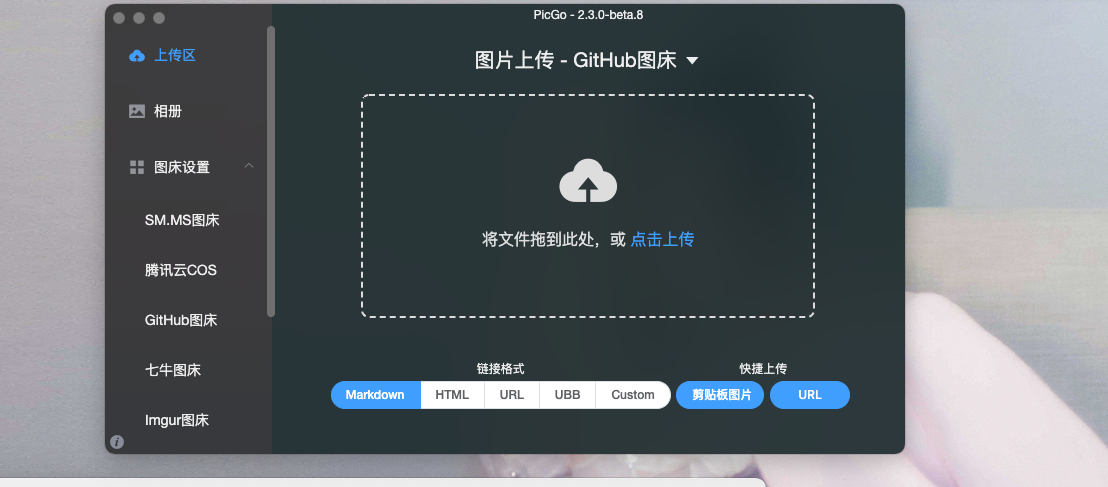 PicGo - 2.3.0-beta.8
上传区
相册
图床设置
SM.MS图床
腾讯云COS
GitHub图床
七牛图床
Imgur图床
图片上传 - GitHub图床
将文件拖到此处，或 点击上传
链接格式
Markdown HTML URL UBB Custom
快捷上传
剪贴板图片 URL